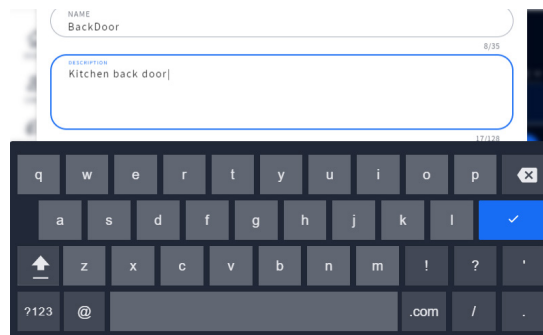 NAME
BackDoor
8/35
DESCRIPTION
Kitchen back door
17/128
q w e r t y u i o p
a s d f g h j k l
z x c v b n m ! ? '
?123 @ .com / .